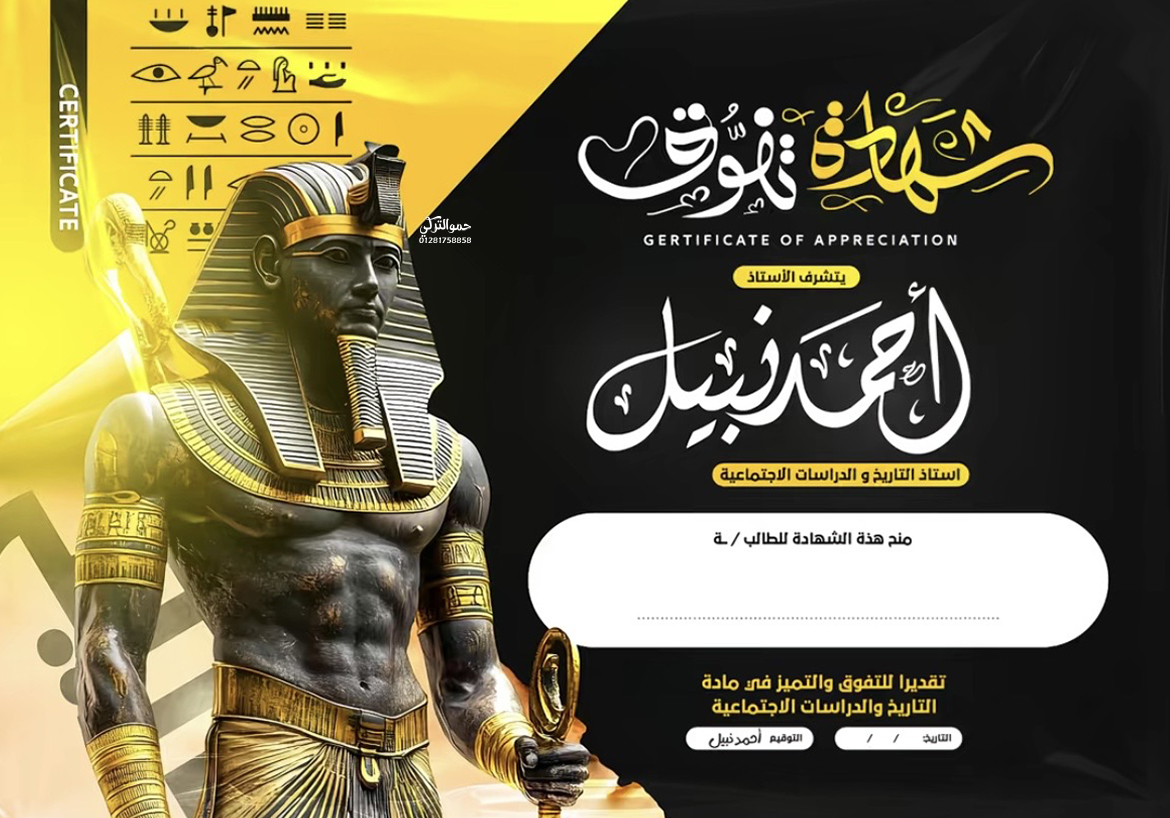 CERTIFICATE
شهادة تفوق
GERTIFICATE OF APPRECIATION
حمو التركي
01281758858
يتشرف الأستاذ
أحمد نبيل
استاذ التاريخ و الدراسات الاجتماعية
منح هذة الشهادة للطالب / ـة
تقديرا للتفوق والتميز في مادة
التاريخ والدراسات الاجتماعية
التاريخ: / /
التوقيع أحمد نبيل